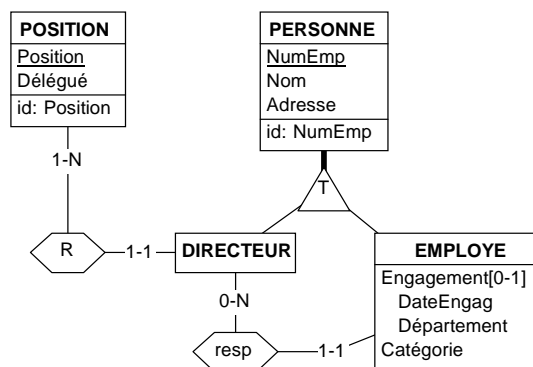 POSITION
Position
Délégué
id: Position
PERSONNE
NumEmp
Nom
Adresse
id: NumEmp
1-N
T
R
1-1
DIRECTEUR
EMPLOYE
Engagement[0-1]
DateEngag
Département
Catégorie
0-N
resp
1-1